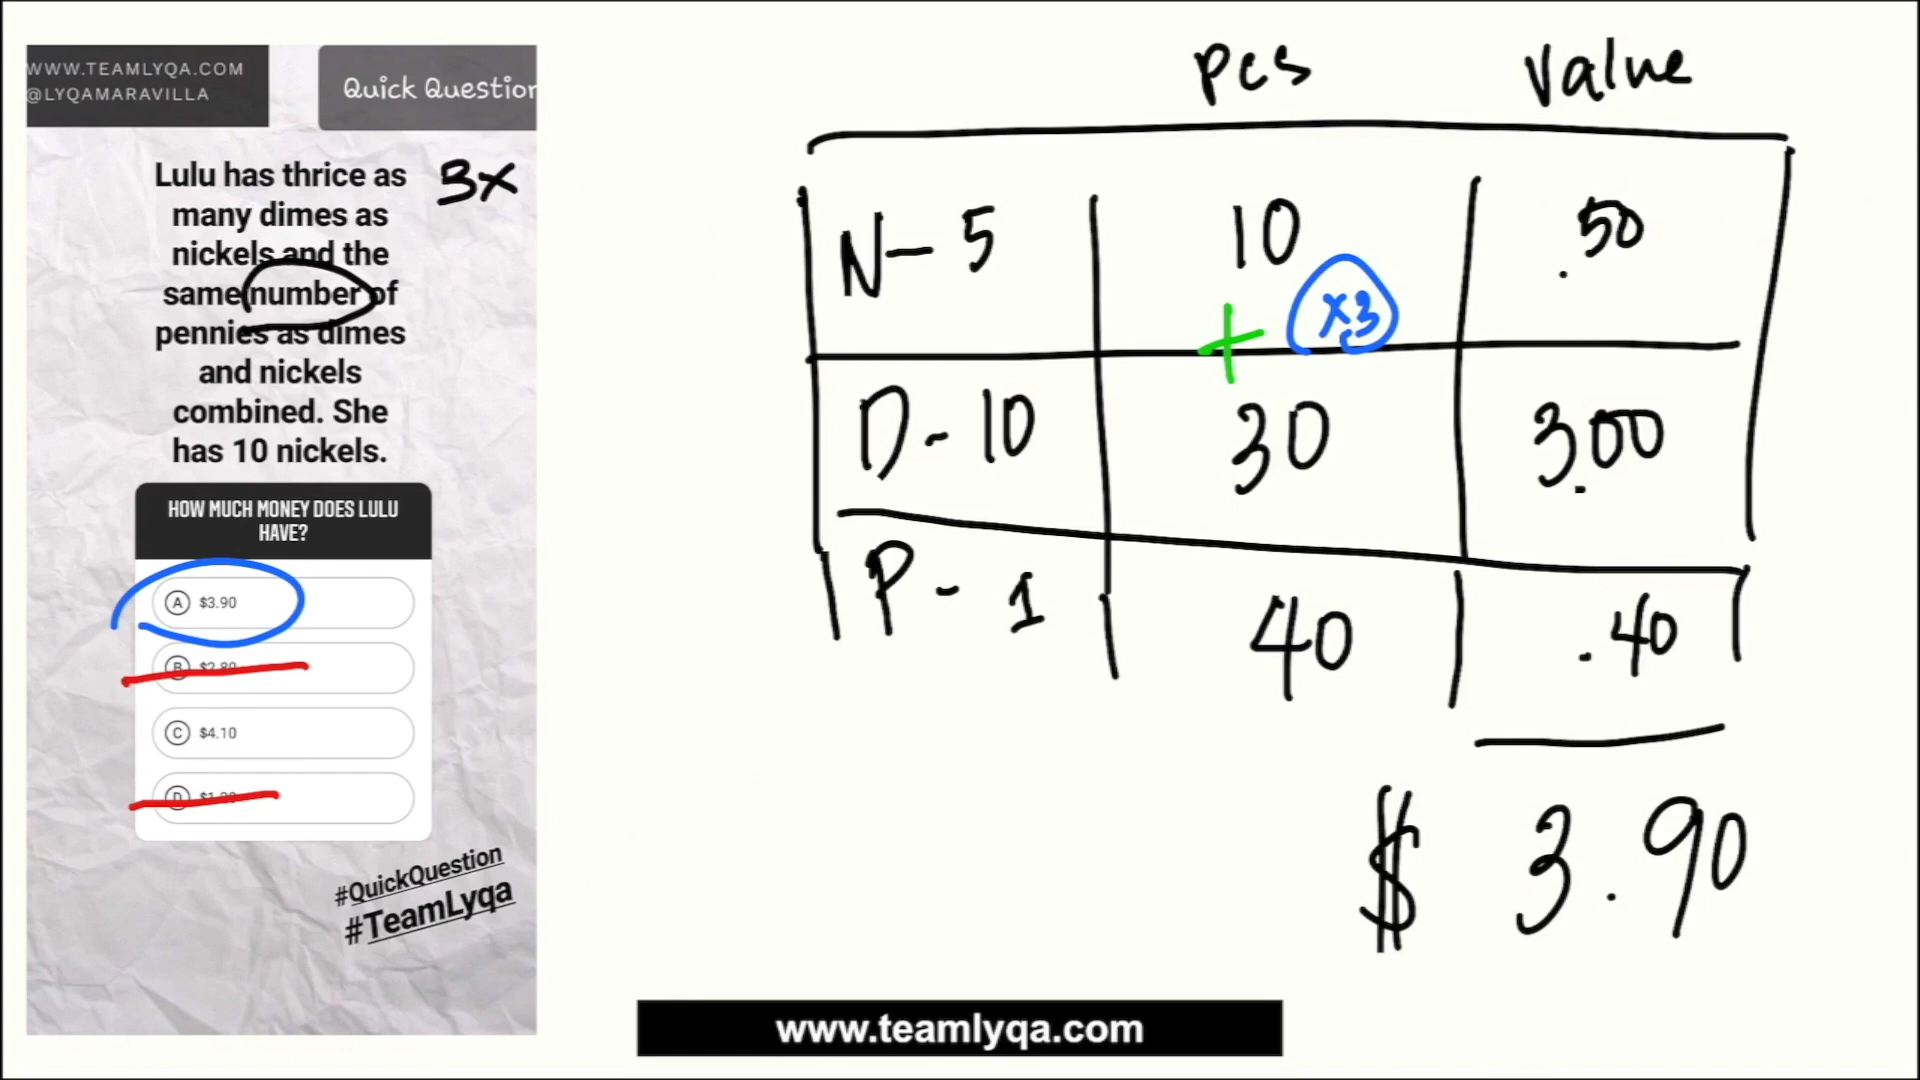 WWW.TEAMLYQA.COM
@LYQAMARAVILLA
Quick Question
Lulu has thrice as
many dimes as
nickels and the
same number of
pennies as dimes
and nickels
combined. She
has 10 nickels.
3x
HOW MUCH MONEY DOES LULU
HAVE?
A $3.90
B $2.80
C $4.10
D
#QuickQuestion
#TeamLyqa
pcs value
N - 5 10 .50
+ x3
D - 10 30 3.00
P - 1 40 .40
$ 3.90
www.teamlyqa.com